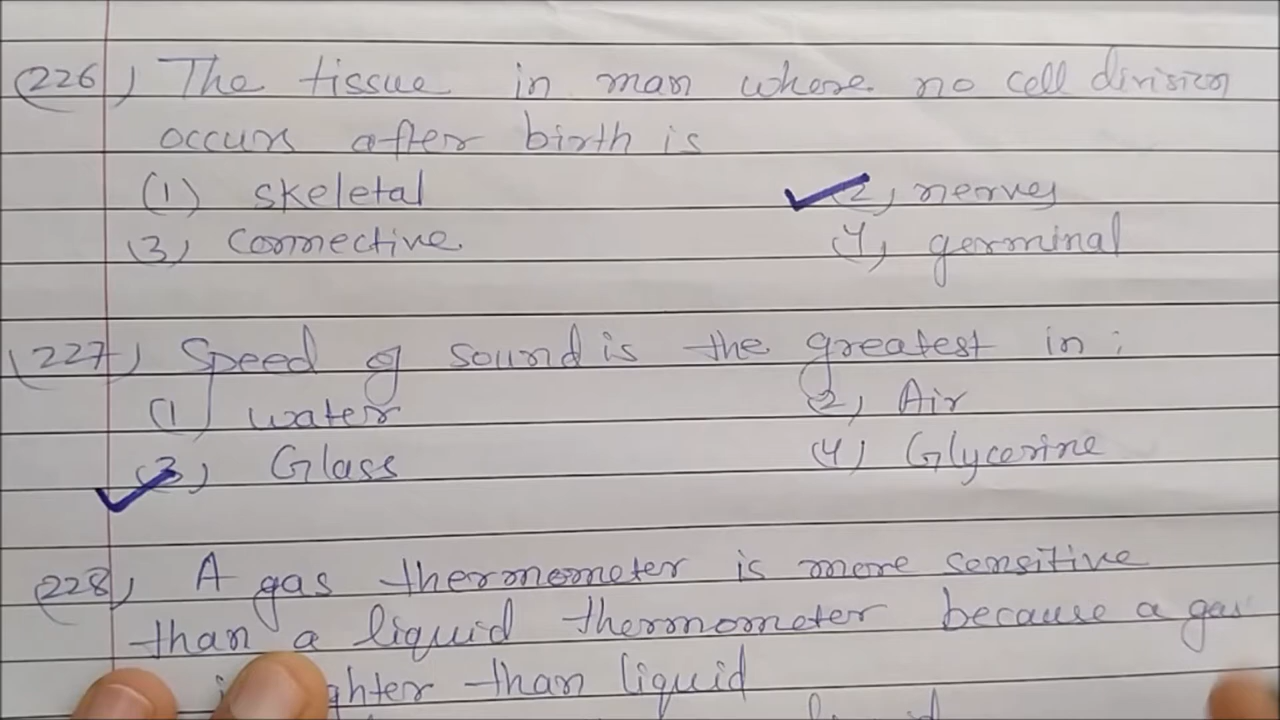 (226) The tissue in man where no cell division
occurs after birth is
(1) skeletal (2) nerves
(3) connective (4) germinal
(227) Speed of sound is the greatest in:
(1) water (2) Air
(3) Glass (4) Glycerine
(228) A gas thermometer is more sensitive
than a liquid thermometer because a gas
than liquid